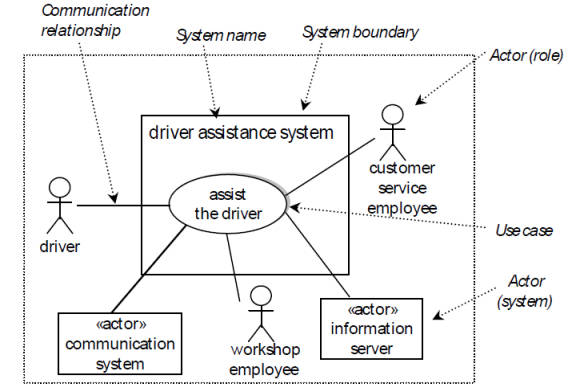 Communication
relationship
System name
System boundary
Actor (role)
driver assistance system
customer
service
employee
assist
the driver
driver
Use case
Actor
(system)
«actor»
communication
system
workshop
employee
«actor»
information
server